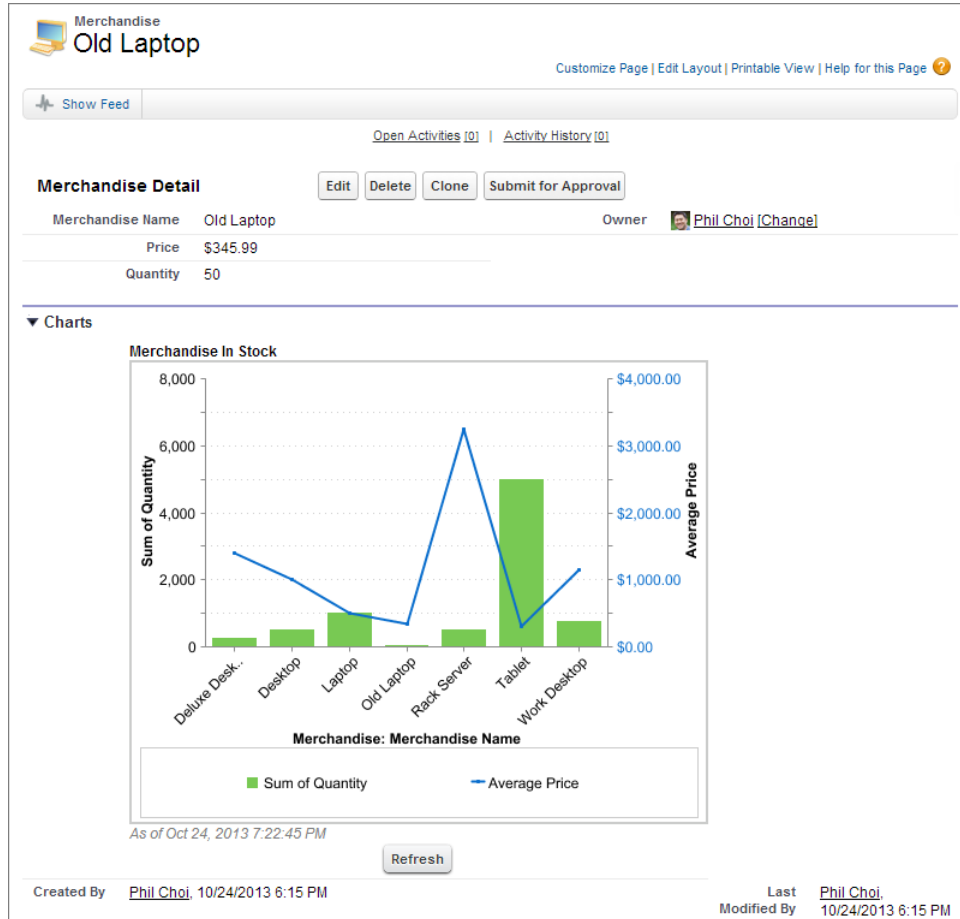 Merchandise
Old Laptop
Customize Page | Edit Layout | Printable View | Help for this Page ?
Show Feed
Open Activities [0] | Activity History [0]
Merchandise Detail Edit Delete Clone Submit for Approval
Merchandise Name Old Laptop Owner Phil Choi [Change]
Price $345.99
Quantity 50
Charts
Merchandise In Stock
8,000 $4,000.00
6,000 $3,000.00
4,000 $2,000.00
2,000 $1,000.00
0 $0.00
Sum of Quantity
Average Price
Deluxe Desk.. Desktop Laptop Old Laptop Rack Server Tablet Work Desktop
Merchandise: Merchandise Name
Sum of Quantity Average Price
As of Oct 24, 2013 7:22:45 PM
Refresh
Created By Phil Choi, 10/24/2013 6:15 PM Last Modified By Phil Choi, 10/24/2013 6:15 PM